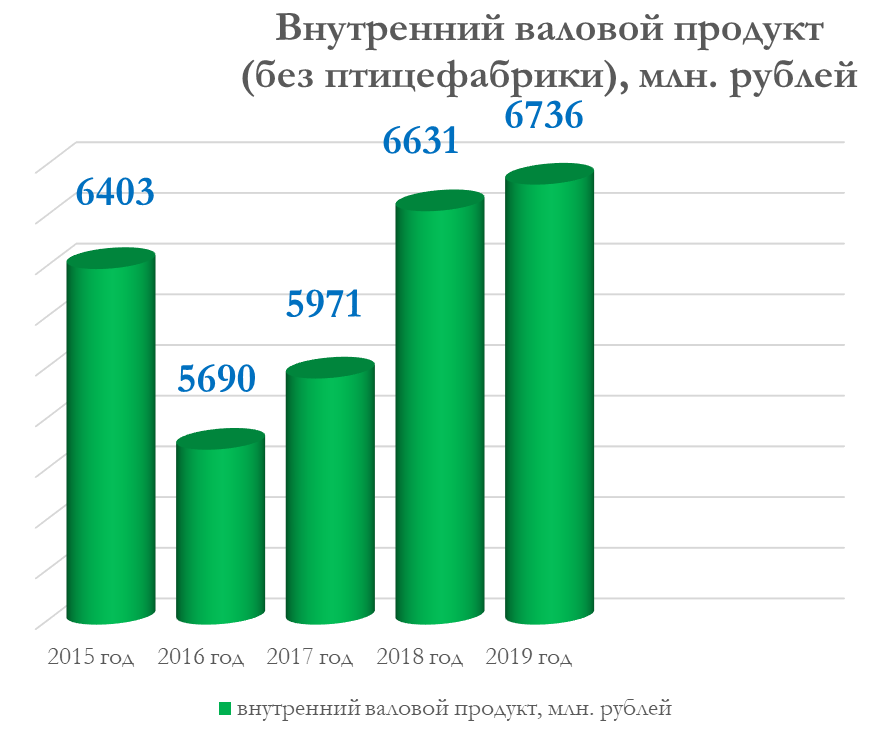 Внутренний валовой продукт
(без птицефабрики), млн. рублей
6403
5690
5971
6631
6736
2015 год
2016 год
2017 год
2018 год
2019 год
внутренний валовой продукт, млн. рублей